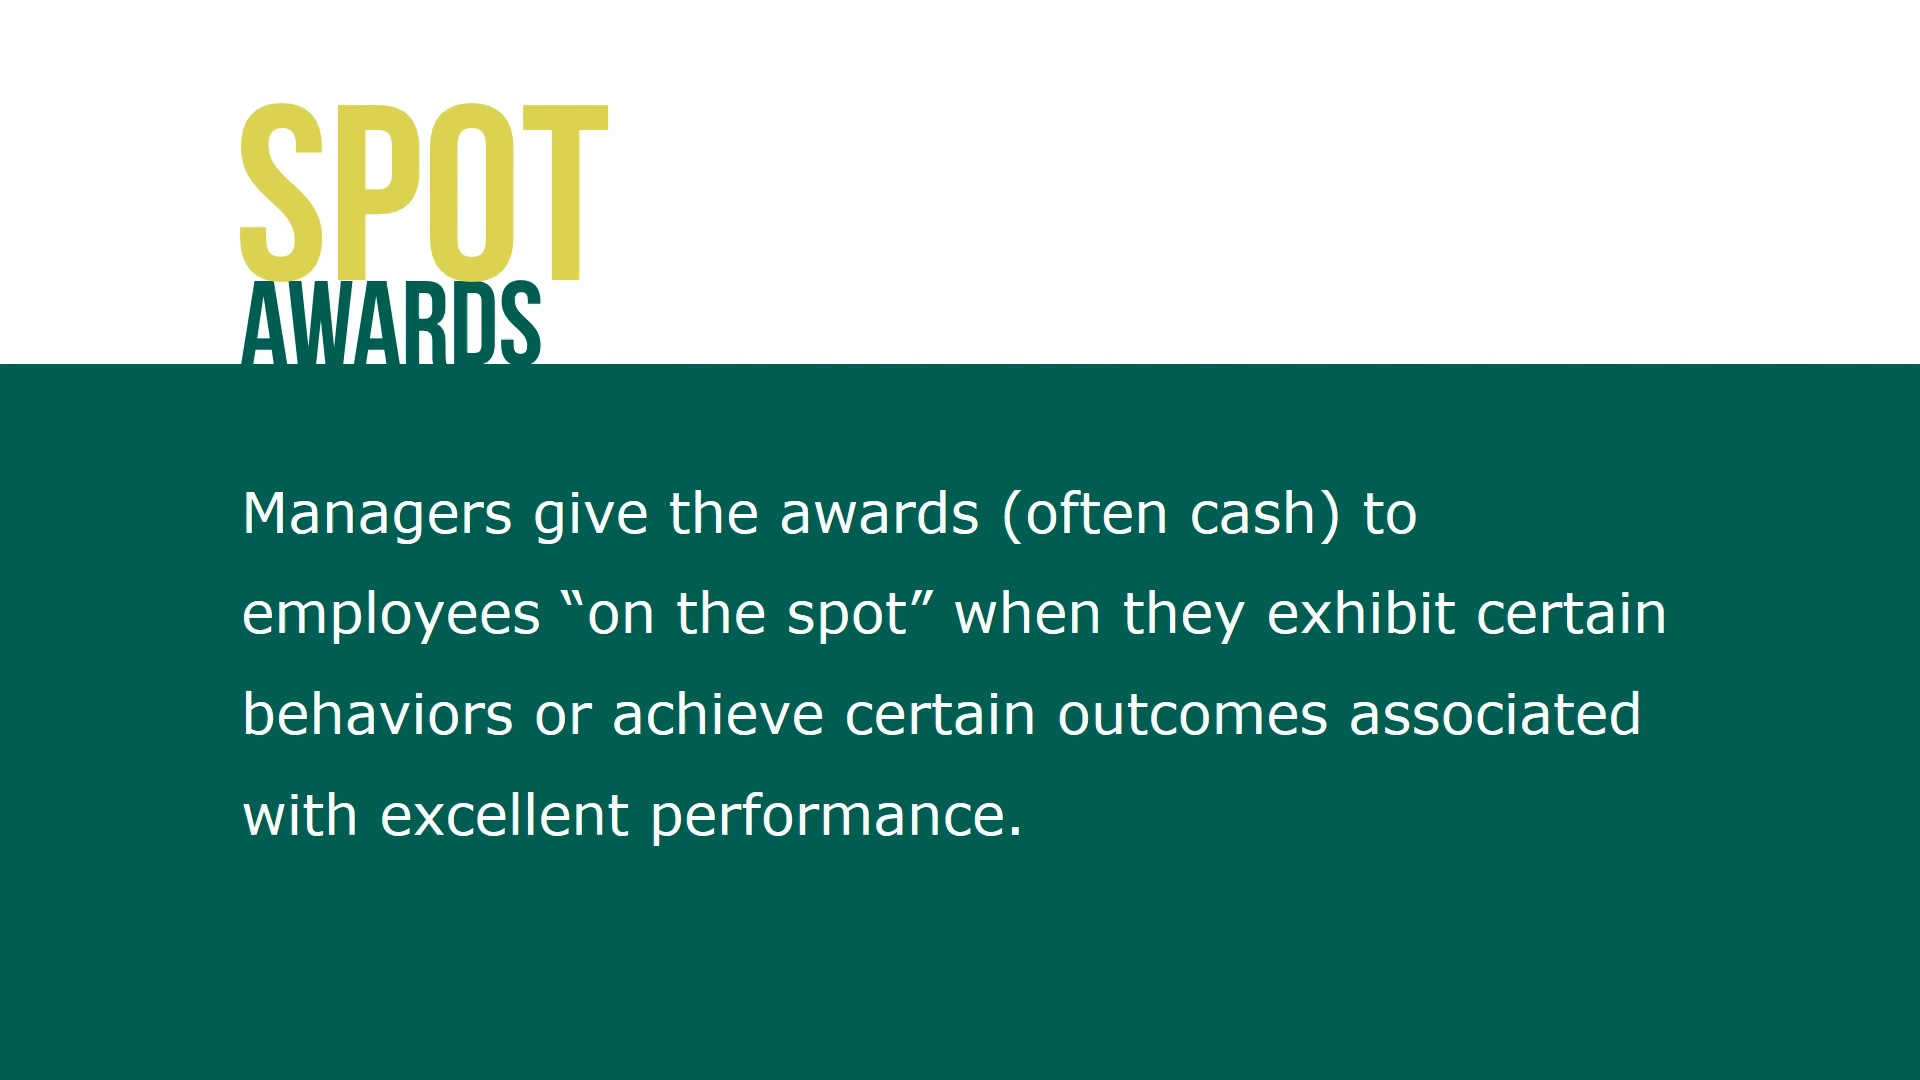 SPOT
AWARDS
Managers give the awards (often cash) to
employees “on the spot” when they exhibit certain
behaviors or achieve certain outcomes associated
with excellent performance.